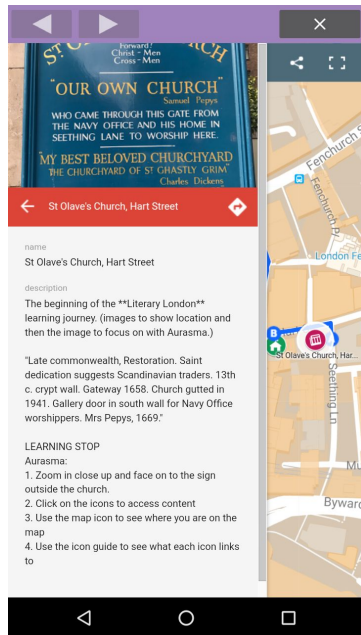 ST O CHURCH
Forward!
Christ - Men
Cross - Men
"OUR OWN CHURCH"
Samuel Pepys
WHO CAME THROUGH THIS GATE FROM
THE NAVY OFFICE AND HIS HOME IN
SEETHING LANE TO WORSHIP HERE.
"MY BEST BELOVED CHURCHYARD
THE CHURCHYARD OF ST GHASTLY GRIM"
Charles Dickens
St Olave's Church, Hart Street
name
St Olave's Church, Hart Street
description
The beginning of the **Literary London**
learning journey. (images to show location and
then the image to focus on with Aurasma.)
"Late commonwealth, Restoration. Saint
dedication suggests Scandinavian traders. 13th
c. crypt wall. Gateway 1658. Church gutted in
1941. Gallery door in south wall for Navy Office
worshippers. Mrs Pepys, 1669."
LEARNING STOP
Aurasma:
1. Zoom in close up and face on to the sign
outside the church.
2. Click on the icons to access content
3. Use the map icon to see where you are on the
map
4. Use the icon guide to see what each icon links
to
Fenchurch S
Fenchurch Pl
London Fe
B
St Olave's Church, Har...
Seething Ln
Mu
Bywar